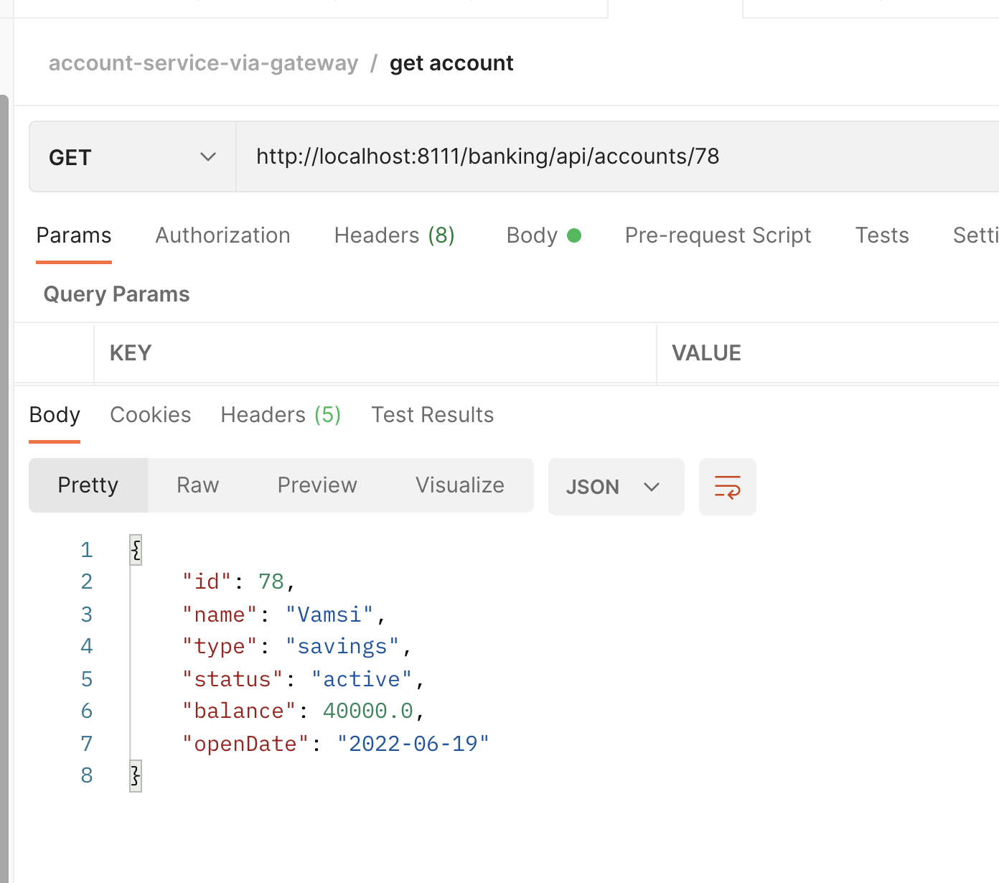 account-service-via-gateway / get account
GET http://localhost:8111/banking/api/accounts/78
Params Authorization Headers (8) Body Pre-request Script Tests Setti
Query Params
KEY VALUE
Body Cookies Headers (5) Test Results
Pretty Raw Preview Visualize JSON
1 {
2 "id": 78,
3 "name": "Vamsi",
4 "type": "savings",
5 "status": "active",
6 "balance": 40000.0,
7 "openDate": "2022-06-19"
8 }